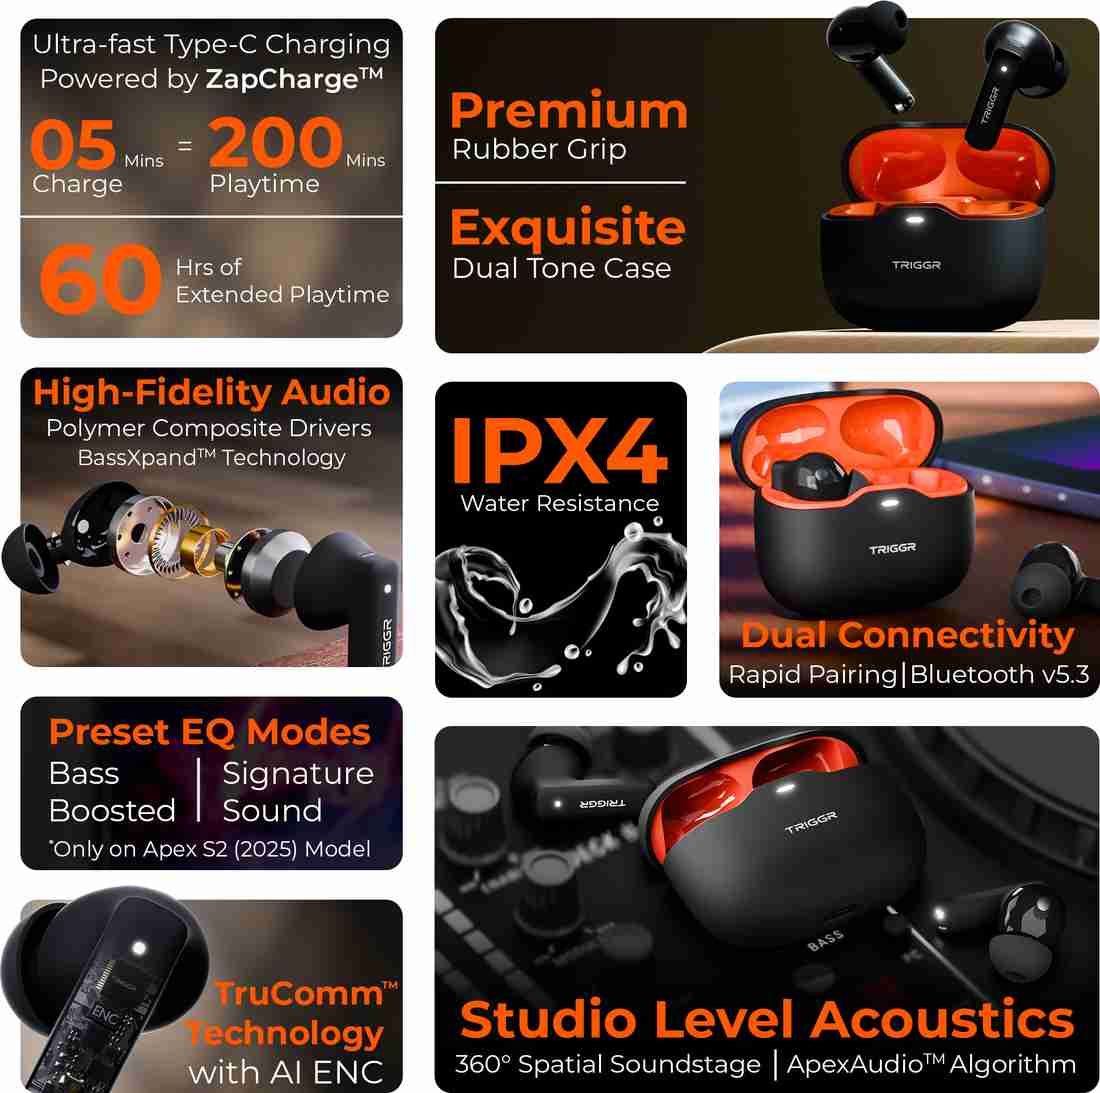 Ultra-fast Type-C Charging
Powered by ZapCharge™
05 Mins = 200 Mins
Charge Playtime
60 Hrs of
Extended Playtime
Premium
Rubber Grip
Exquisite
Dual Tone Case
TRIGGR
TRIGGR
High-Fidelity Audio
Polymer Composite Drivers
BassXpand™ Technology
TRIGGR
IPX4
Water Resistance
TRIGGR
Dual Connectivity
Rapid Pairing|Bluetooth v5.3
Preset EQ Modes
Bass | Signature
Boosted | Sound
*Only on Apex S2 (2025) Model
ENC
TruComm™
Technology
with AI ENC
TRIGGR
TRIGGR
BASS
Studio Level Acoustics
360° Spatial Soundstage | ApexAudio™ Algorithm